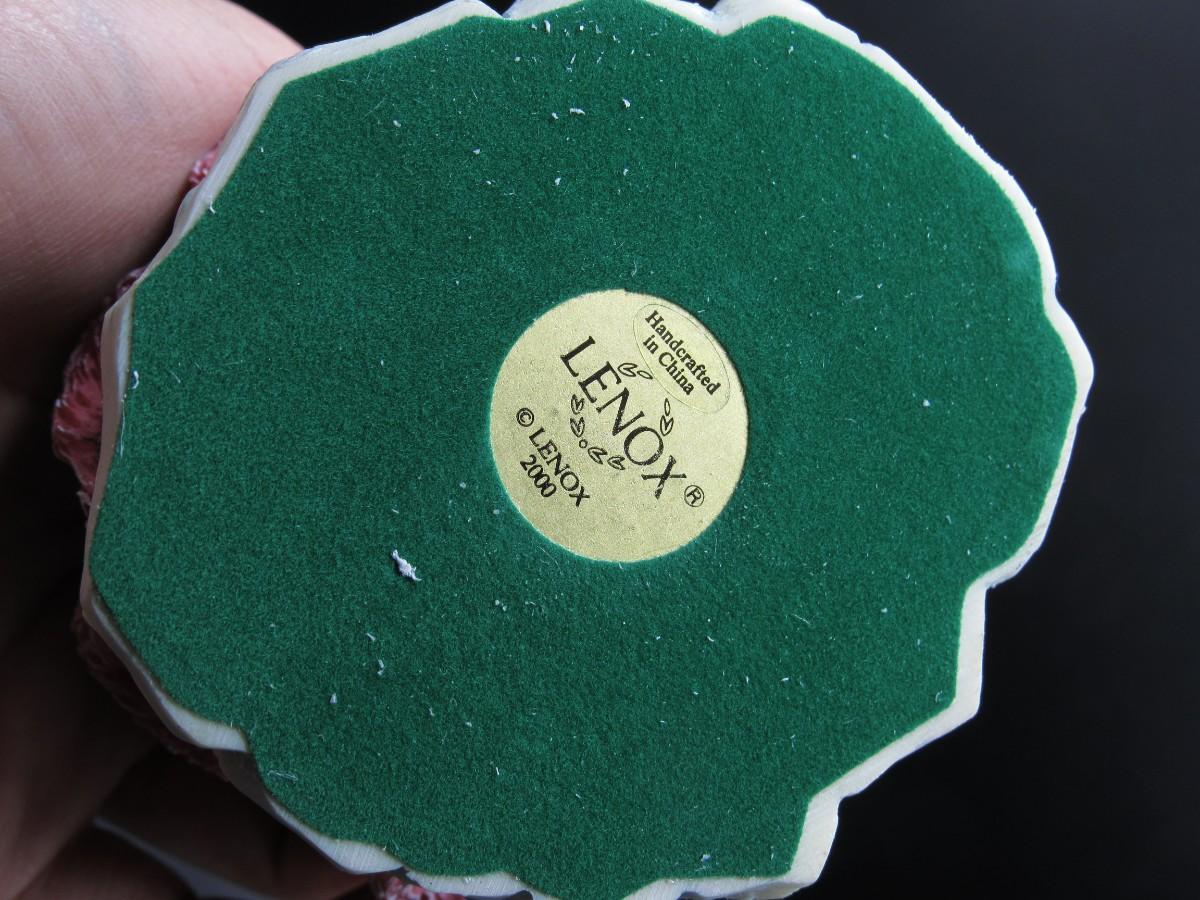 Handcrafted
in China
LENOX ®
© LENOX
2000